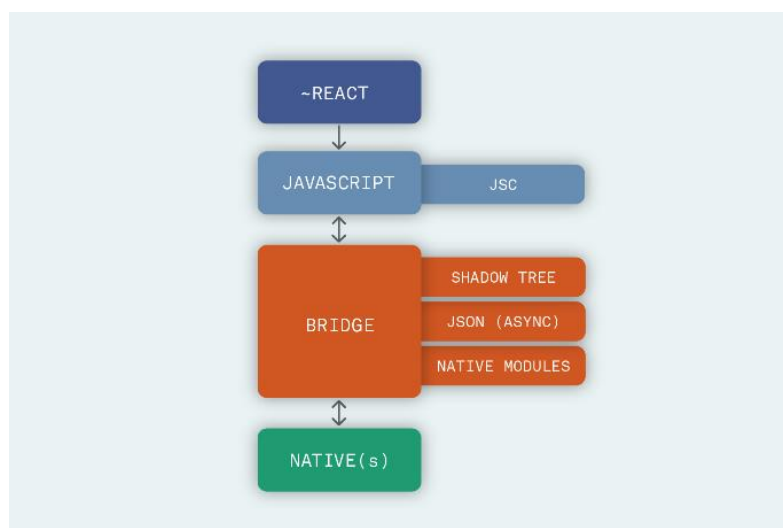 ~REACT
JAVASCRIPT
JSC
BRIDGE
SHADOW TREE
JSON (ASYNC)
NATIVE MODULES
NATIVE(s)